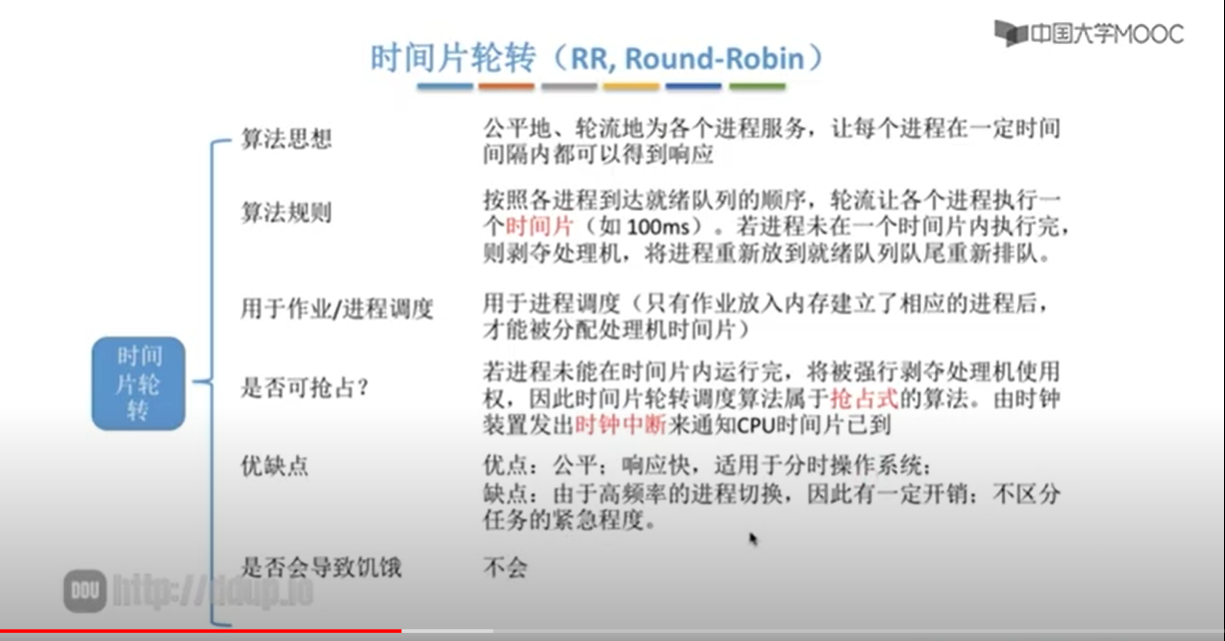 中国大学MOOC
时间片轮转（RR, Round-Robin）
算法思想
公平地、轮流地为各个进程服务，让每个进程在一定时间
间隔内都可以得到响应
算法规则
按照各进程到达就绪队列的顺序，轮流让各个进程执行一
个时间片（如 100ms）。若进程未在一个时间片内执行完，
则剥夺处理机，将进程重新放到就绪队列队尾重新排队。
用于作业/进程调度
用于进程调度（只有作业放入内存建立了相应的进程后，
才能被分配处理机时间片）
时间
片轮
转
是否可抢占？
若进程未能在时间片内运行完，将被强行剥夺处理机使用
权，因此时间片轮转调度算法属于抢占式的算法。由时钟
装置发出时钟中断来通知CPU时间片已到
优缺点
优点：公平；响应快，适用于分时操作系统；
缺点：由于高频率的进程切换，因此有一定开销；不区分
任务的紧急程度。
是否会导致饥饿
不会
DDU http://ddup.io